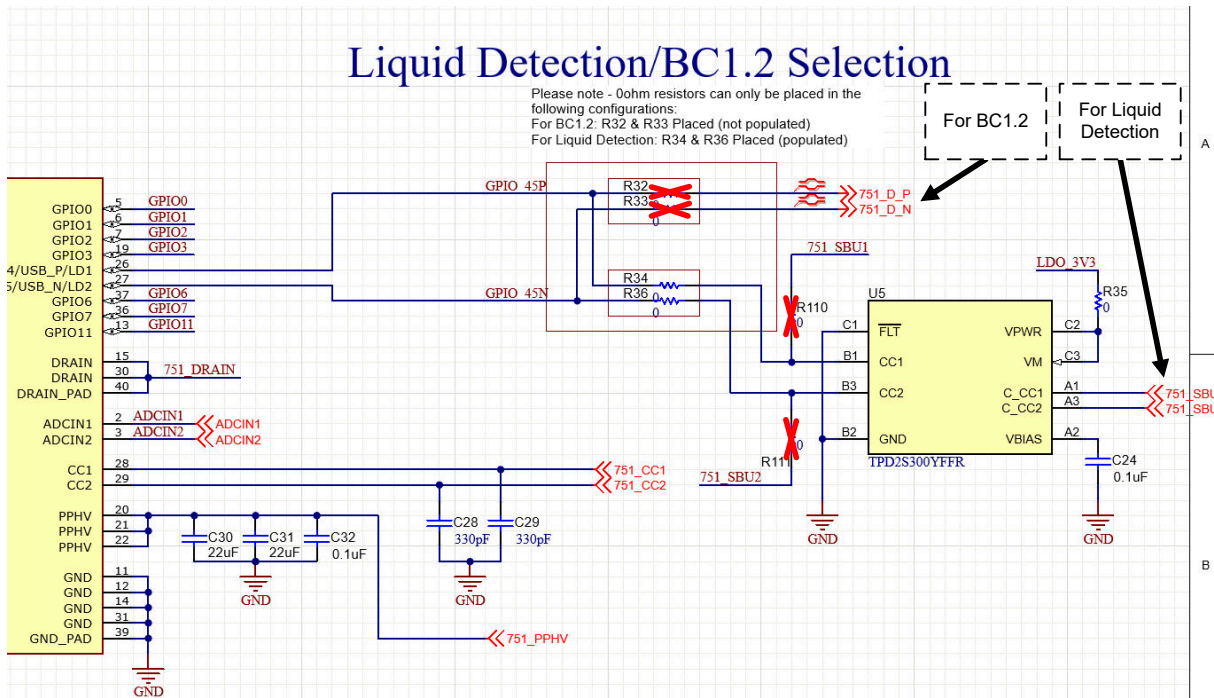 Liquid Detection/BC1.2 Selection
Please note - 0ohm resistors can only be placed in the
following configurations:
For BC1.2: R32 & R33 Placed (not populated)
For Liquid Detection: R34 & R36 Placed (populated)
For BC1.2
For Liquid
Detection
A
GPIO_45P
R32
R33
0
751_D_P
751_D_N
GPIO0 5 GPIO0
GPIO1 6 GPIO1
GPIO2 7 GPIO2
GPIO3 19 GPIO3
4/USB_P/LD1 26
5/USB_N/LD2 27
GPIO6 37 GPIO6
GPIO7 36 GPIO7
GPIO11 13 GPIO11
GPIO_45N
R34
R36
0
0
751_SBU1
R110
0
LDO_3V3
R35
0
U5
C1 FLT
B1 CC1
B3 CC2
B2 GND
VPWR C2
VM C3
C_CC1 A1
C_CC2 A3
VBIAS A2
TPD2S300YFFR
751_SBU
751_SBU
C24
0.1uF
GND
GND
R111
0
751_SBU2
DRAIN 15
DRAIN 30 751_DRAIN
DRAIN_PAD 40
ADCIN1 2 ADCIN1 ADCIN1
ADCIN2 3 ADCIN2 ADCIN2
CC1 28 751_CC1
CC2 29 751_CC2
PPHV 20
PPHV 21
PPHV 22
C30
22uF
C31
22uF
C32
0.1uF
GND
C28
330pF
C29
330pF
GND
B
GND 11
GND 12
GND 14
GND 31
GND_PAD 39
751_PPHV
GND